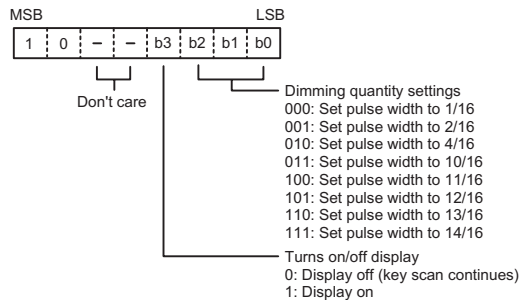 MSB LSB
1 0 – – b3 b2 b1 b0
Don't care
Dimming quantity settings
000: Set pulse width to 1/16
001: Set pulse width to 2/16
010: Set pulse width to 4/16
011: Set pulse width to 10/16
100: Set pulse width to 11/16
101: Set pulse width to 12/16
110: Set pulse width to 13/16
111: Set pulse width to 14/16
Turns on/off display
0: Display off (key scan continues)
1: Display on